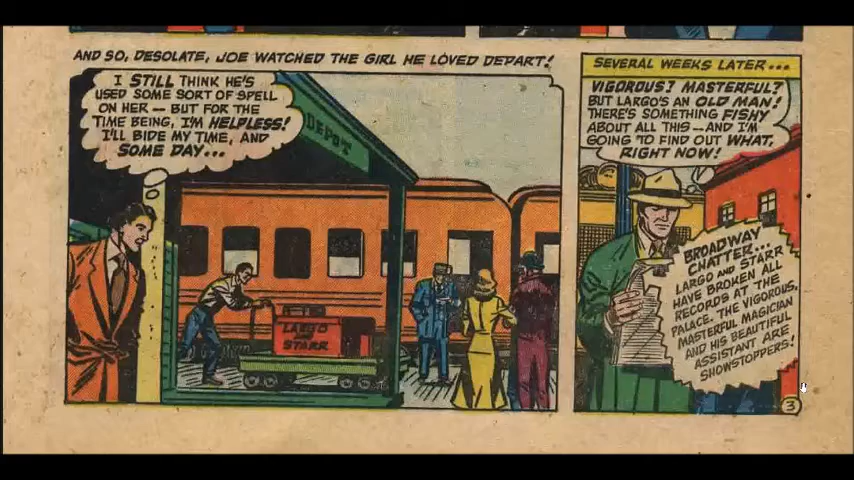 AND SO, DESOLATE, JOE WATCHED THE GIRL HE LOVED DEPART!
I STILL THINK HE'S
USED SOME SORT OF SPELL
ON HER -- BUT FOR THE
TIME BEING, I'M HELPLESS!
I'LL BIDE MY TIME, AND
SOME DAY...
DEPOT
LARGO
&
STARR
SEVERAL WEEKS LATER...
VIGOROUS? MASTERFUL?
BUT LARGO'S AN OLD MAN!
THERE'S SOMETHING FISHY
ABOUT ALL THIS -- AND I'M
GOING TO FIND OUT WHAT,
RIGHT NOW!
BROADWAY
CHATTER...
LARGO AND STARR
HAVE BROKEN ALL
RECORDS AT THE
PALACE. THE VIGOROUS,
MASTERFUL MAGICIAN
AND HIS BEAUTIFUL
ASSISTANT ARE
SHOWSTOPPERS!
3